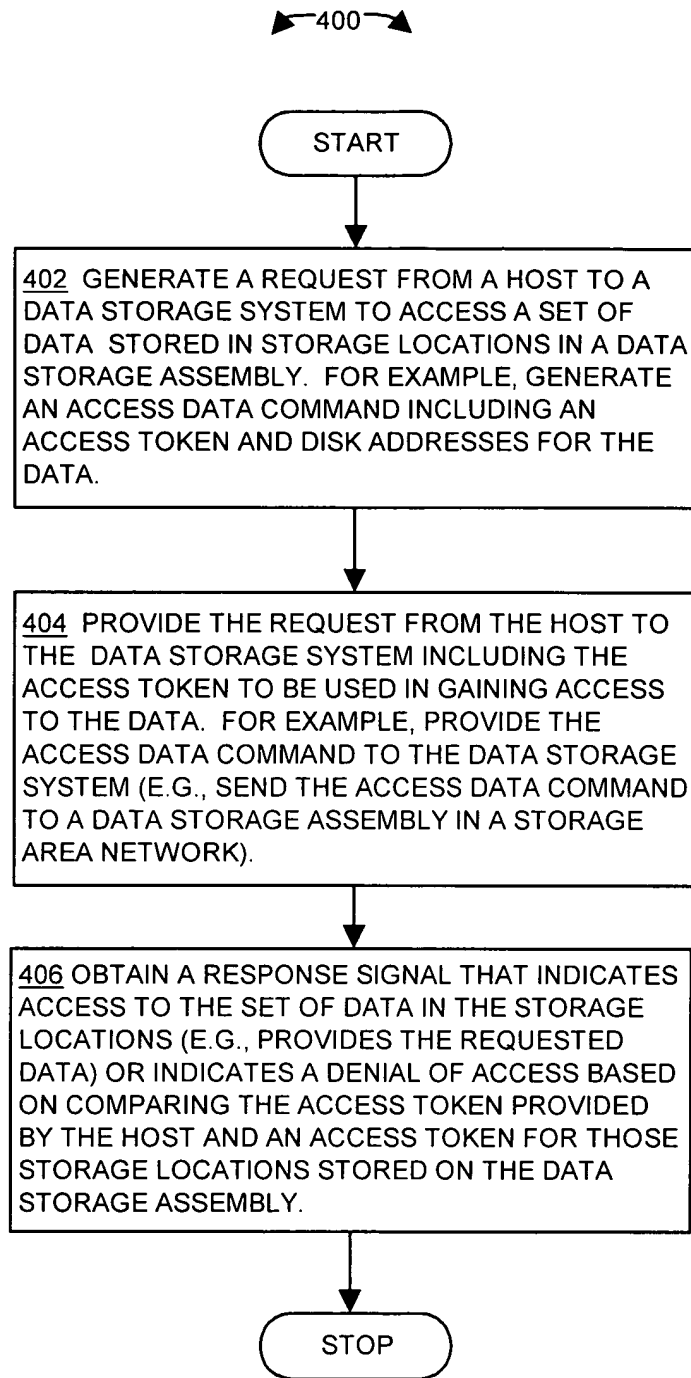 400
START
402 GENERATE A REQUEST FROM A HOST TO A
DATA STORAGE SYSTEM TO ACCESS A SET OF
DATA STORED IN STORAGE LOCATIONS IN A DATA
STORAGE ASSEMBLY. FOR EXAMPLE, GENERATE
AN ACCESS DATA COMMAND INCLUDING AN
ACCESS TOKEN AND DISK ADDRESSES FOR THE
DATA.
404 PROVIDE THE REQUEST FROM THE HOST TO
THE DATA STORAGE SYSTEM INCLUDING THE
ACCESS TOKEN TO BE USED IN GAINING ACCESS
TO THE DATA. FOR EXAMPLE, PROVIDE THE
ACCESS DATA COMMAND TO THE DATA STORAGE
SYSTEM (E.G., SEND THE ACCESS DATA COMMAND
TO A DATA STORAGE ASSEMBLY IN A STORAGE
AREA NETWORK).
406 OBTAIN A RESPONSE SIGNAL THAT INDICATES
ACCESS TO THE SET OF DATA IN THE STORAGE
LOCATIONS (E.G., PROVIDES THE REQUESTED
DATA) OR INDICATES A DENIAL OF ACCESS BASED
ON COMPARING THE ACCESS TOKEN PROVIDED
BY THE HOST AND AN ACCESS TOKEN FOR THOSE
STORAGE LOCATIONS STORED ON THE DATA
STORAGE ASSEMBLY.
STOP